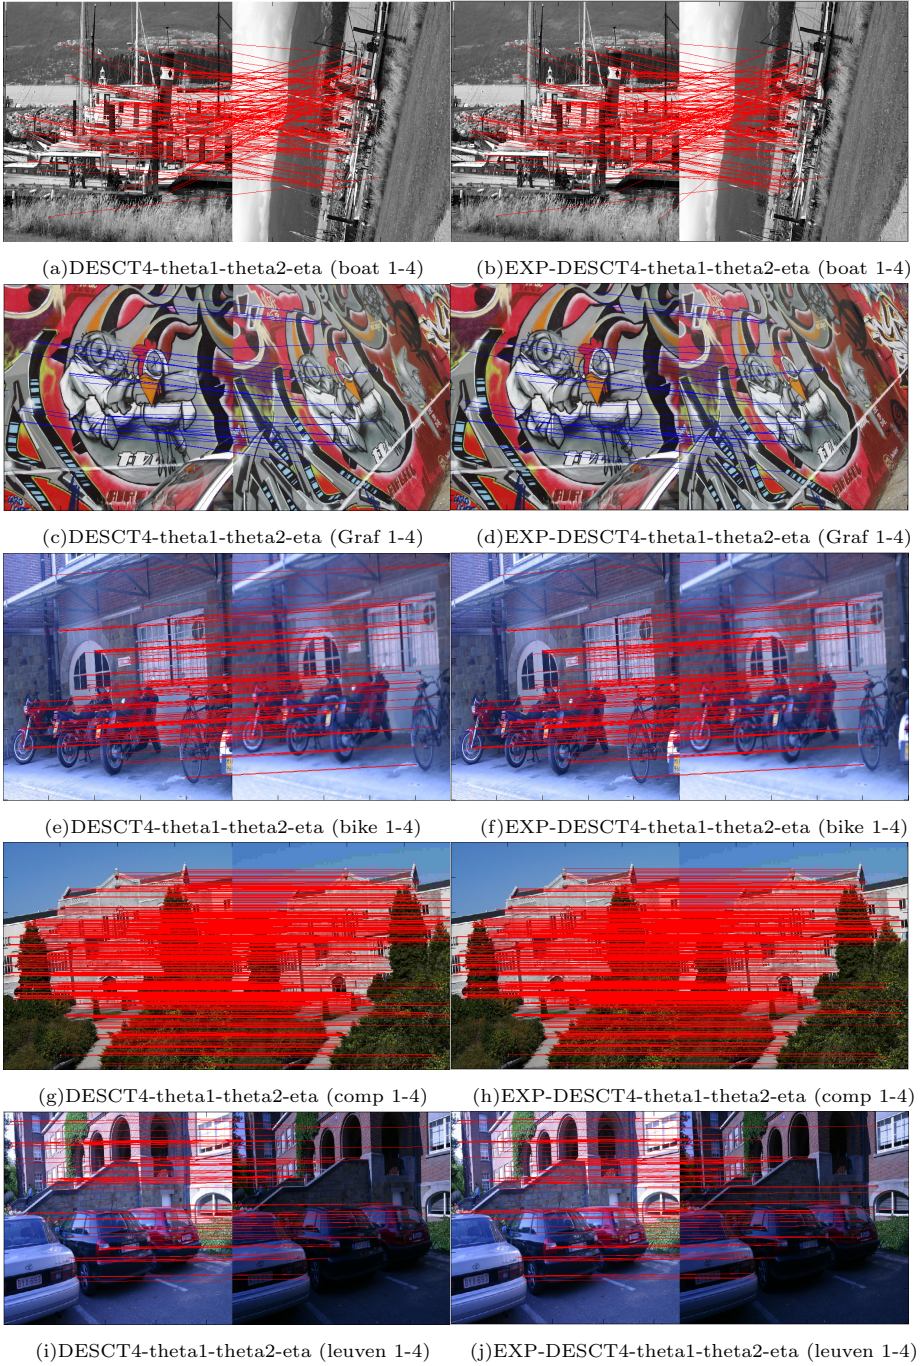 (a)DESCT4-theta1-theta2-eta (boat 1-4)
(b)EXP-DESCT4-theta1-theta2-eta (boat 1-4)
(c)DESCT4-theta1-theta2-eta (Graf 1-4)
(d)EXP-DESCT4-theta1-theta2-eta (Graf 1-4)
(e)DESCT4-theta1-theta2-eta (bike 1-4)
(f)EXP-DESCT4-theta1-theta2-eta (bike 1-4)
(g)DESCT4-theta1-theta2-eta (comp 1-4)
(h)EXP-DESCT4-theta1-theta2-eta (comp 1-4)
(i)DESCT4-theta1-theta2-eta (leuven 1-4)
(j)EXP-DESCT4-theta1-theta2-eta (leuven 1-4)